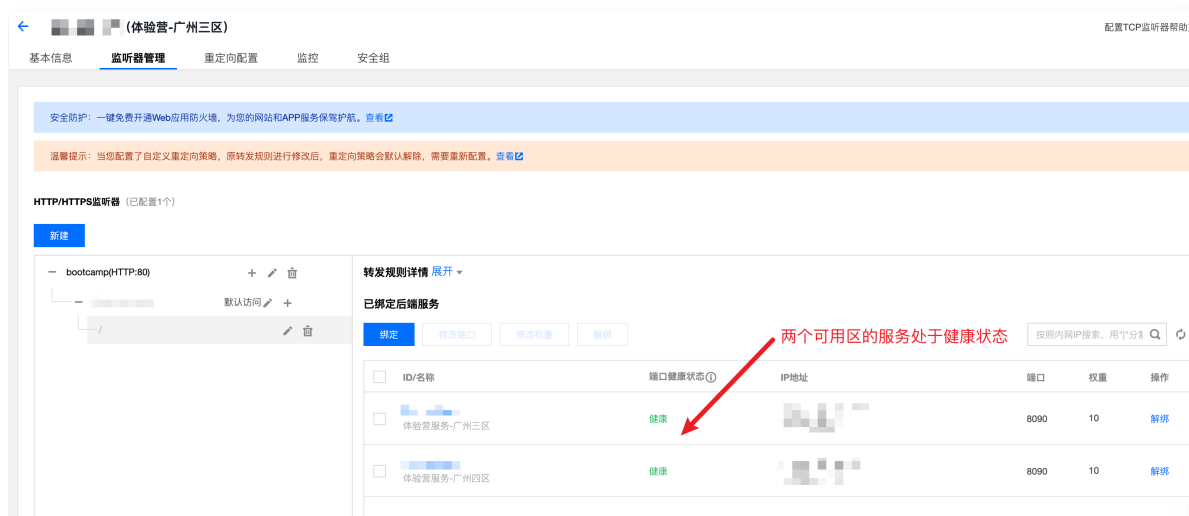 (体验营-广州三区)
配置TCP监听器帮助
基本信息 监听器管理 重定向配置 监控 安全组
安全防护：一键免费开通Web应用防火墙，为您的网站和APP服务保驾护航。查看
温馨提示：当您配置了自定义重定向策略，原转发规则进行修改后，重定向策略会默认解除，需要重新配置。查看
HTTP/HTTPS监听器（已配置1个）
新建
bootcamp(HTTP:80)
默认访问
/
转发规则详情 展开
已绑定后端服务
绑定 修改端口 修改权重 解绑
两个可用区的服务处于健康状态
按照内网IP搜索，用"|"分
ID/名称 端口健康状态 IP地址 端口 权重 操作
健康 8090 10 解绑
体验营服务-广州三区
健康 8090 10 解绑
体验营服务-广州四区